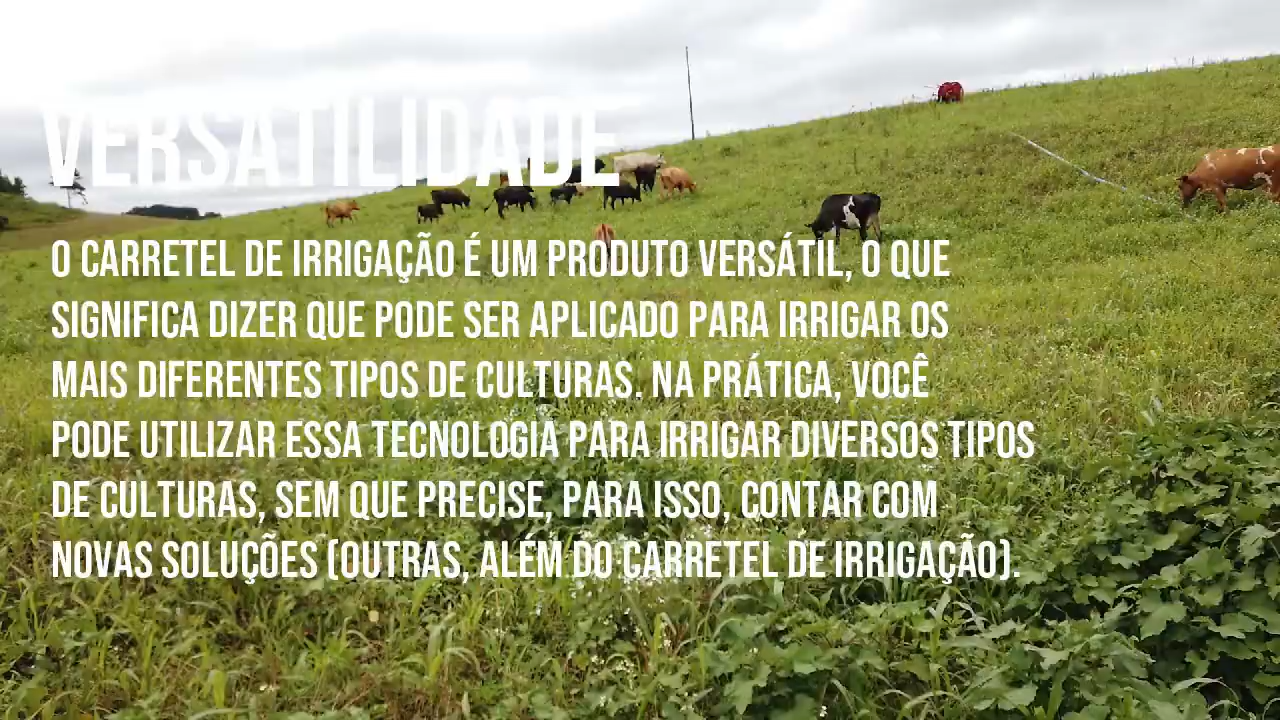 VERSATILIDADE
O CARRETEL DE IRRIGAÇÃO É UM PRODUTO VERSÁTIL, O QUE
SIGNIFICA DIZER QUE PODE SER APLICADO PARA IRRIGAR OS
MAIS DIFERENTES TIPOS DE CULTURAS. NA PRÁTICA, VOCÊ
PODE UTILIZAR ESSA TECNOLOGIA PARA IRRIGAR DIVERSOS TIPOS
DE CULTURAS, SEM QUE PRECISE, PARA ISSO, CONTAR COM
NOVAS SOLUÇÕES (OUTRAS, ALÉM DO CARRETEL DE IRRIGAÇÃO).